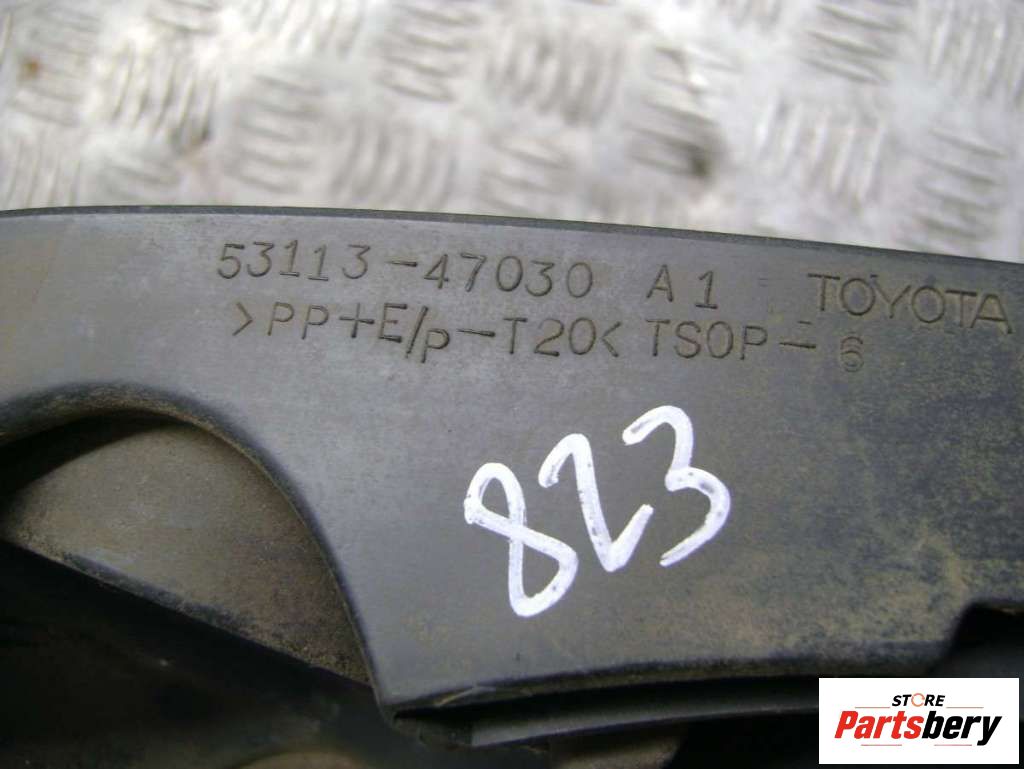 53113-47030 A1 TOYOTA
>PP+E/P-T20< TSOP-6
823
STORE
Partsbery